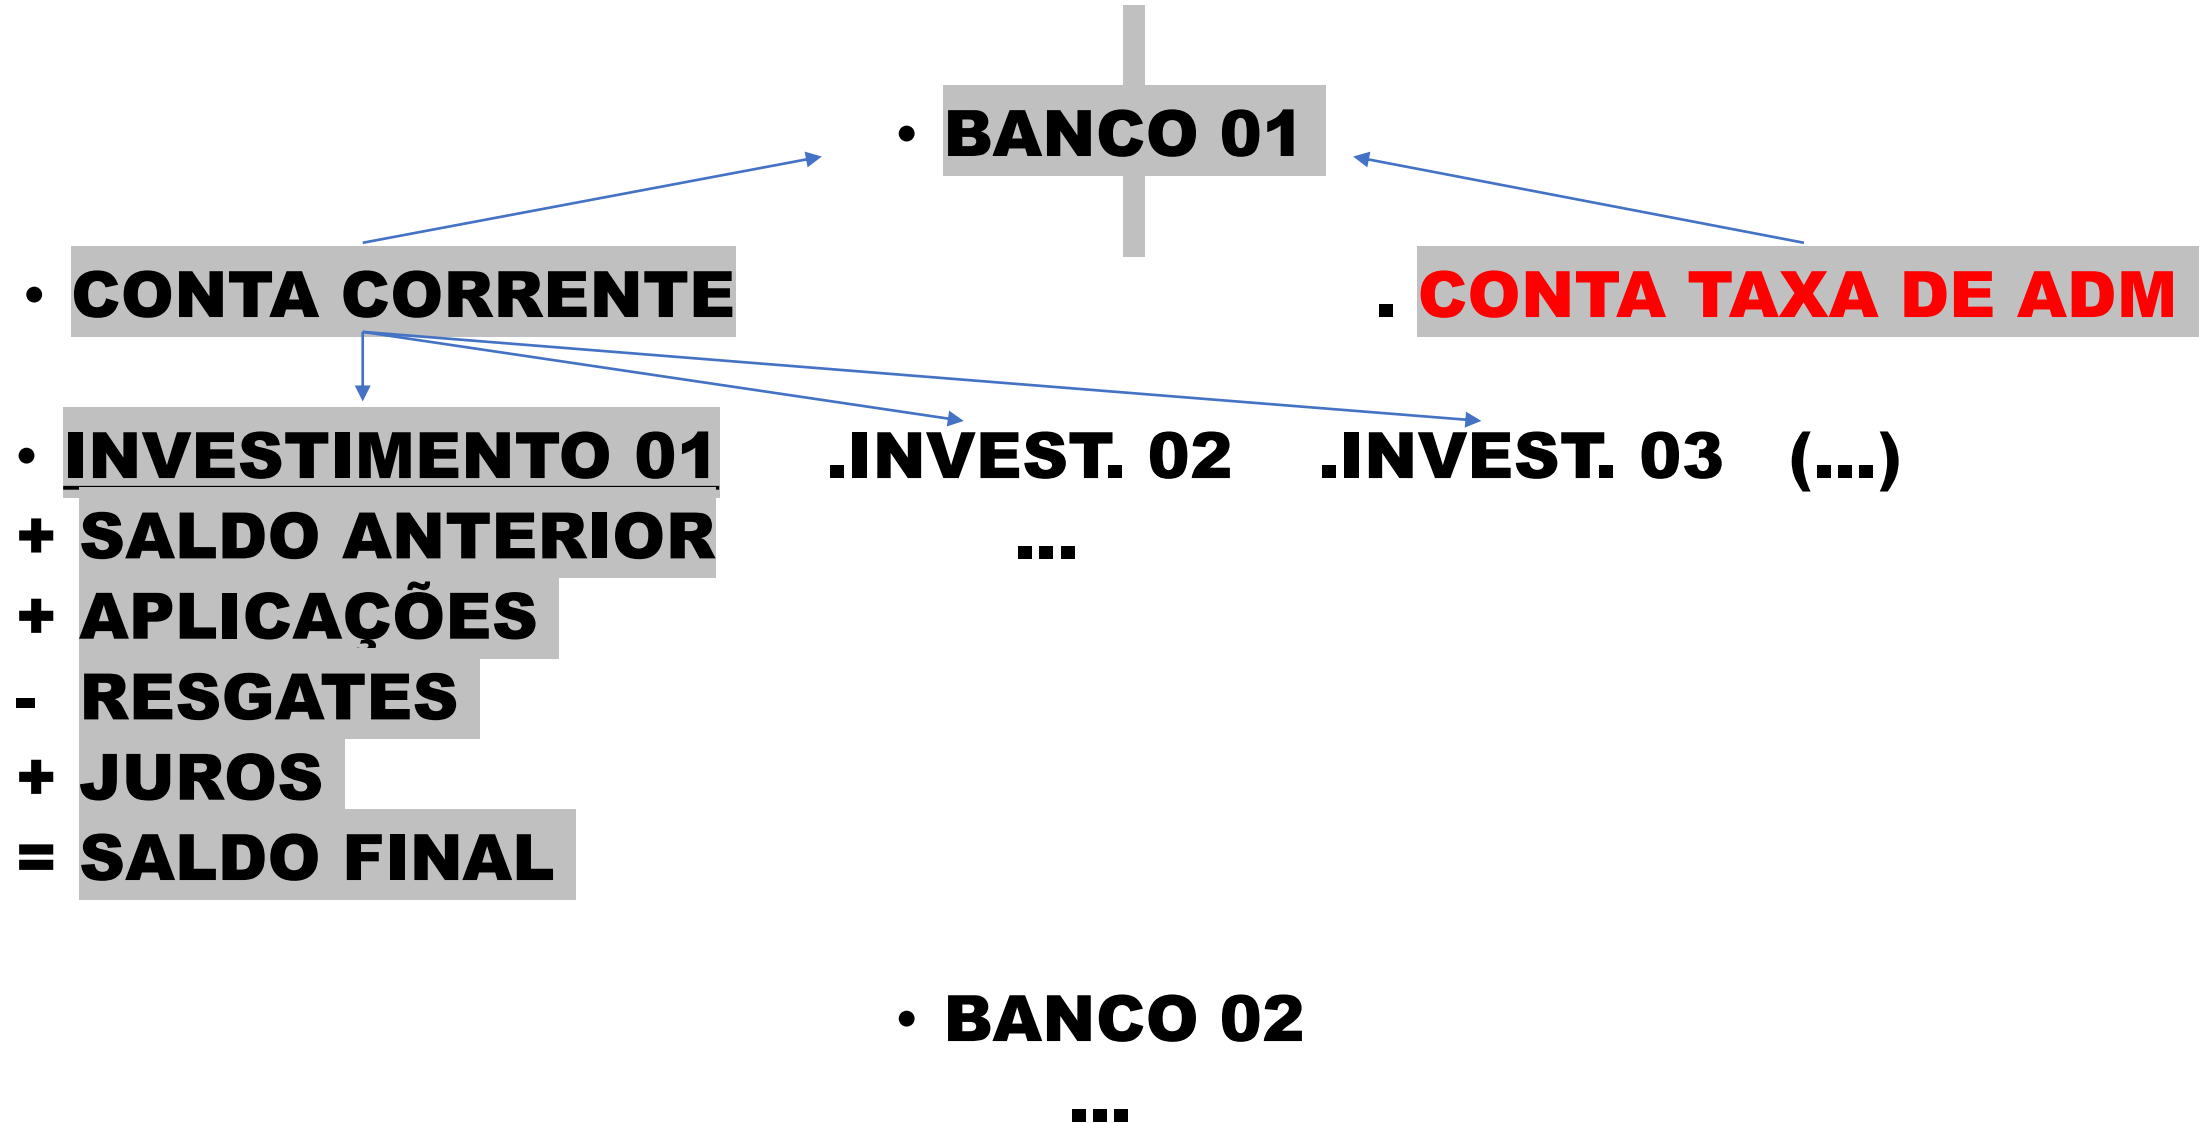 • BANCO 01
• CONTA CORRENTE . CONTA TAXA DE ADM
• INVESTIMENTO 01 .INVEST. 02 .INVEST. 03 (...)
+ SALDO ANTERIOR ...
+ APLICAÇÕES
- RESGATES
+ JUROS
= SALDO FINAL
• BANCO 02
...